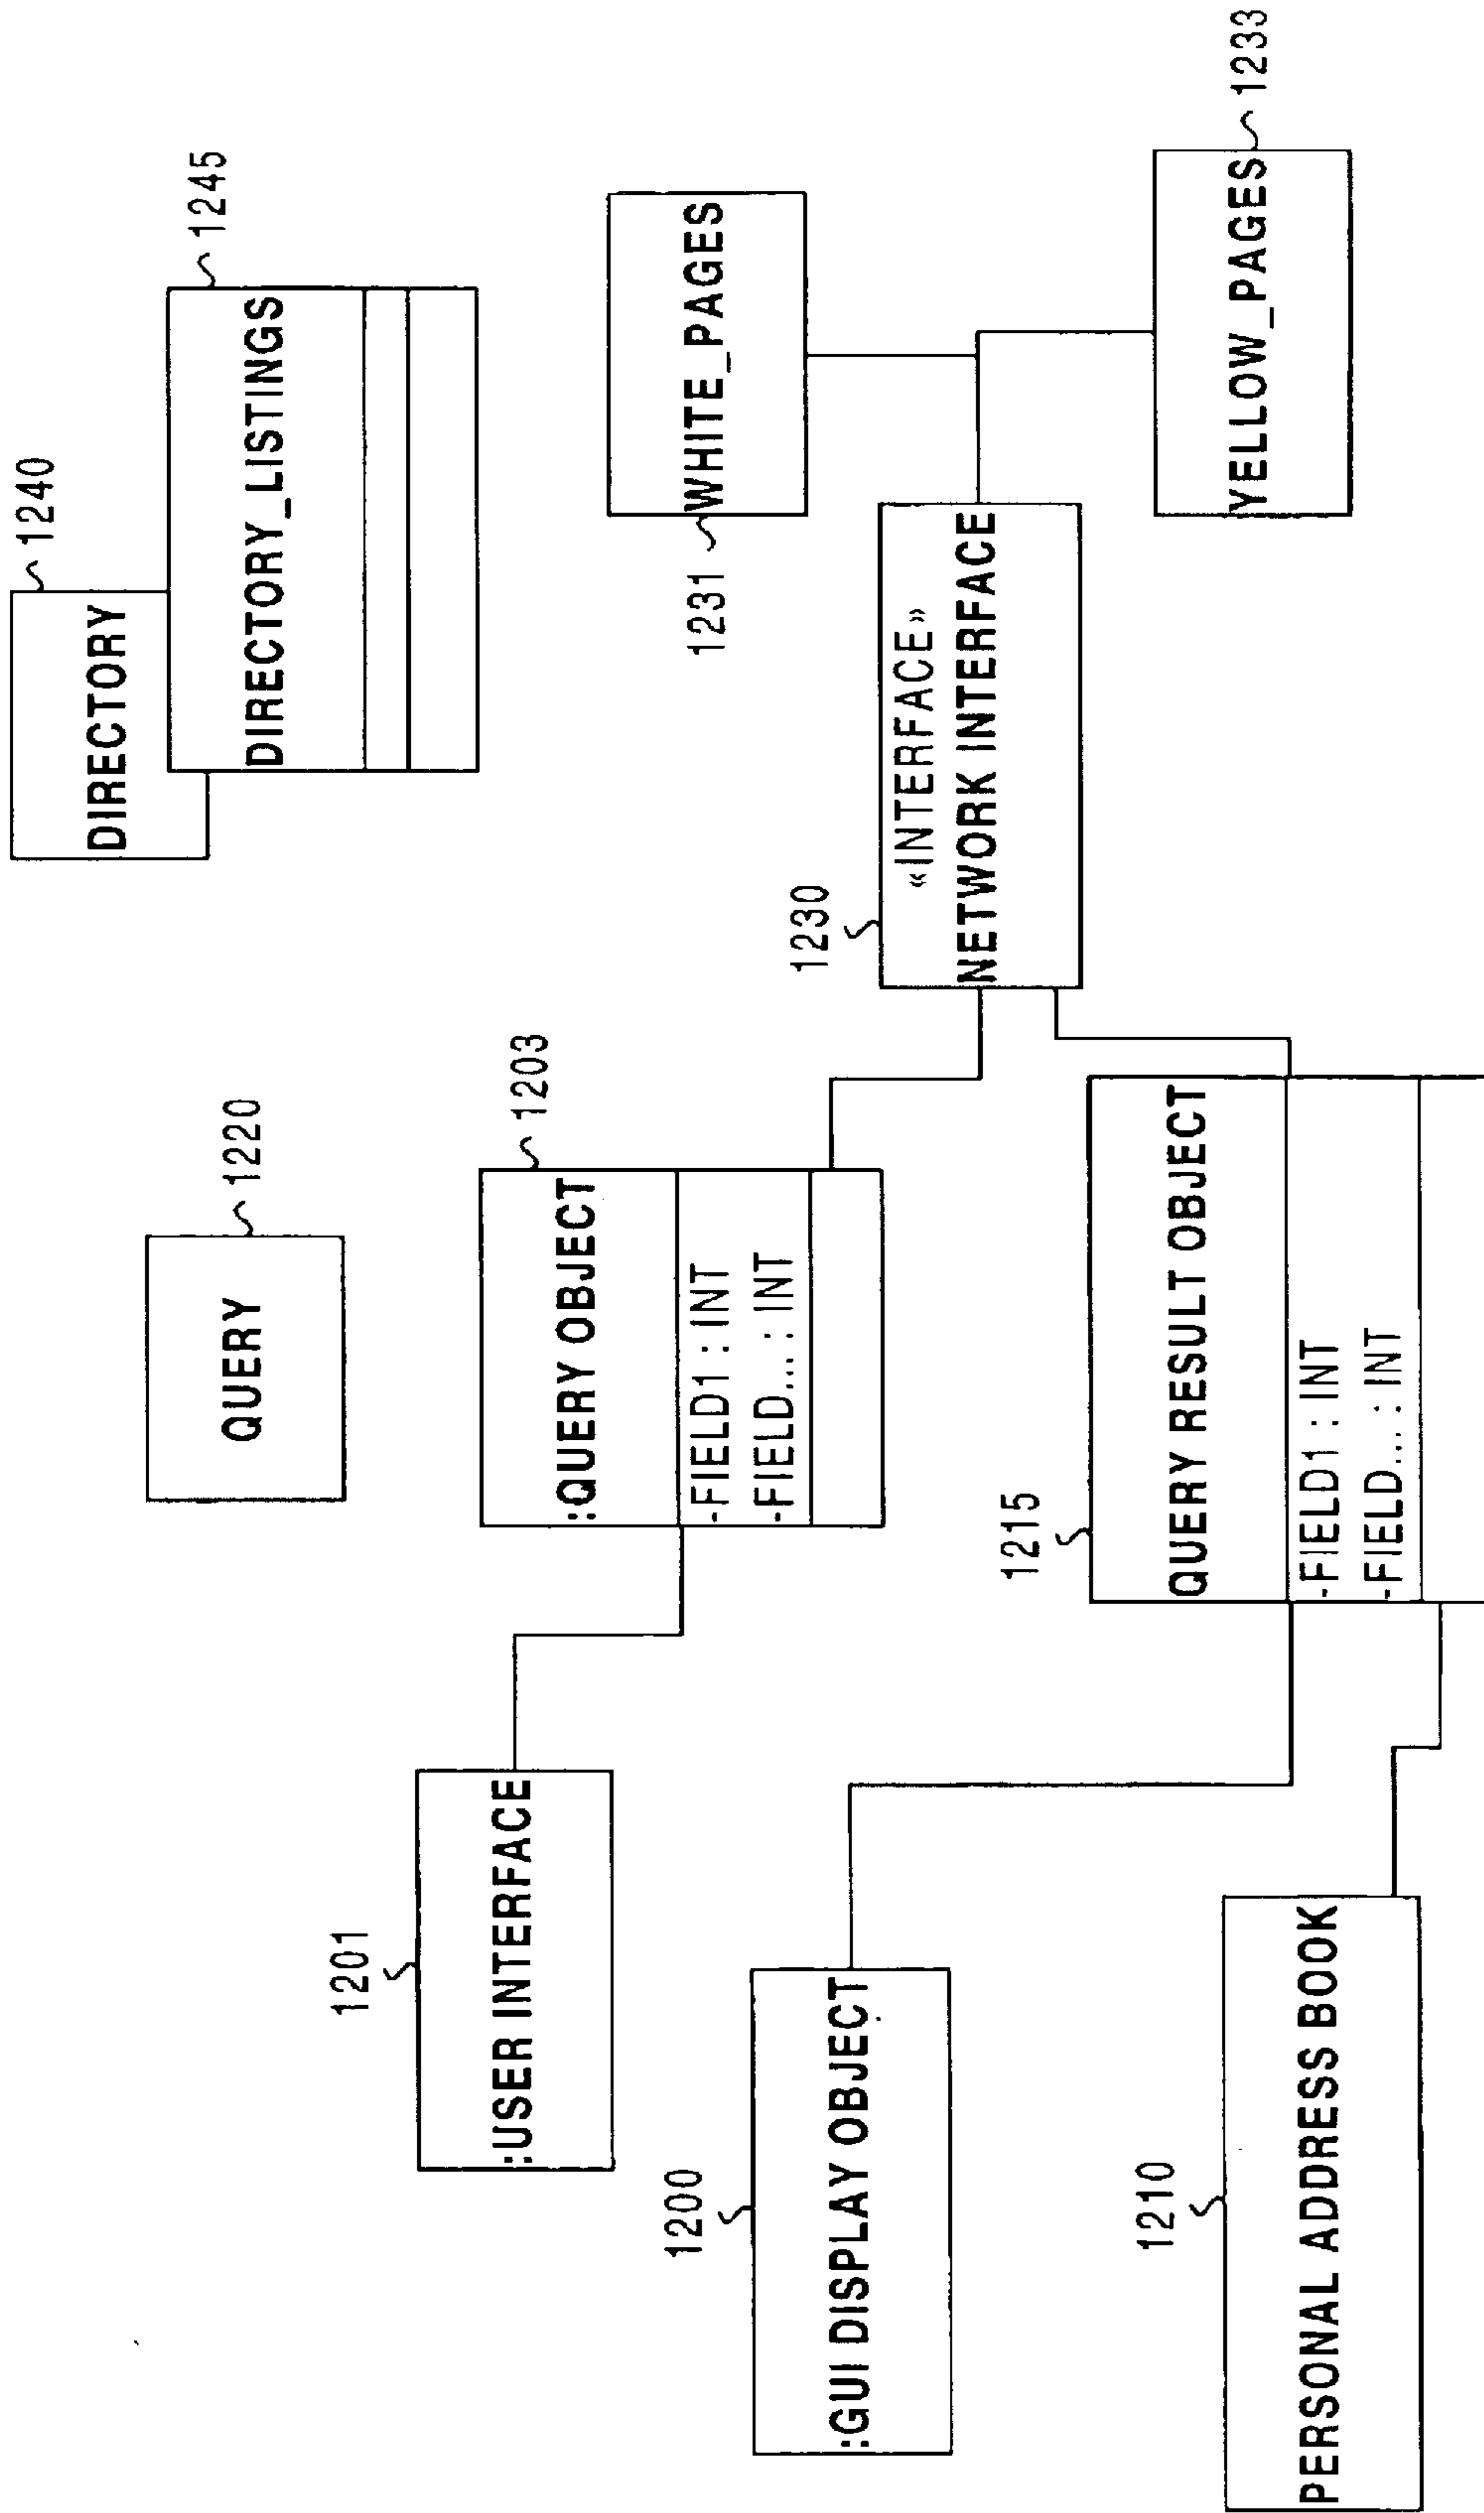 1240
DIRECTORY
1245
DIRECTORY_LISTINGS
1220
QUERY
1201
:USER INTERFACE
1203
:QUERY OBJECT
-FIELD1 : INT
-FIELD... : INT
1231
WHITE_PAGES
1200
:GUI DISPLAY OBJECT
1230
«INTERFACE»
NETWORK INTERFACE
1215
QUERY RESULT OBJECT
-FIELD1 : INT
-FIELD... : INT
1233
YELLOW_PAGES
1210
PERSONAL ADDRESS BOOK